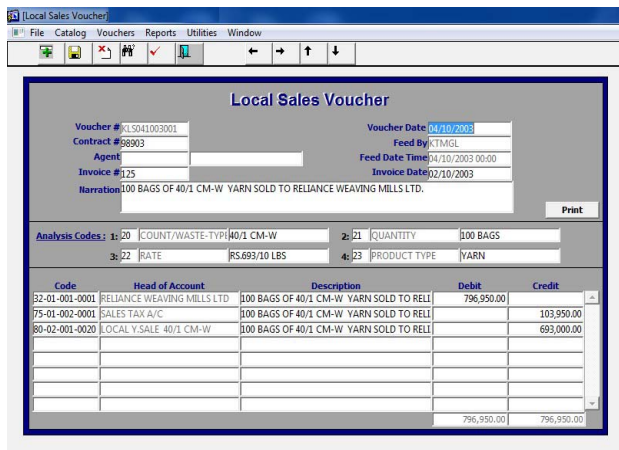 [Local Sales Voucher]
File Catalog Vouchers Reports Utilities Window
Local Sales Voucher
Voucher # KLS041003001 Voucher Date 04/10/2003
Contract # 98903 Feed By KTMGL
Agent Feed Date Time 04/10/2003 00:00
Invoice # 125 Invoice Date 02/10/2003
Narration 100 BAGS OF 40/1 CM-W YARN SOLD TO RELIANCE WEAVING MILLS LTD.
Print
Analysis Codes : 1: 20 COUNT/WASTE-TYPE 40/1 CM-W 2: 21 QUANTITY 100 BAGS
3: 22 RATE RS.693/10 LBS 4: 23 PRODUCT TYPE YARN
Code Head of Account Description Debit Credit
32-01-001-0001 RELIANCE WEAVING MILLS LTD 100 BAGS OF 40/1 CM-W YARN SOLD TO RELI 796,950.00
75-01-002-0001 SALES TAX A/C 100 BAGS OF 40/1 CM-W YARN SOLD TO RELI 103,950.00
80-02-001-0020 LOCAL Y.SALE 40/1 CM-W 100 BAGS OF 40/1 CM-W YARN SOLD TO RELI 693,000.00
796,950.00 796,950.00